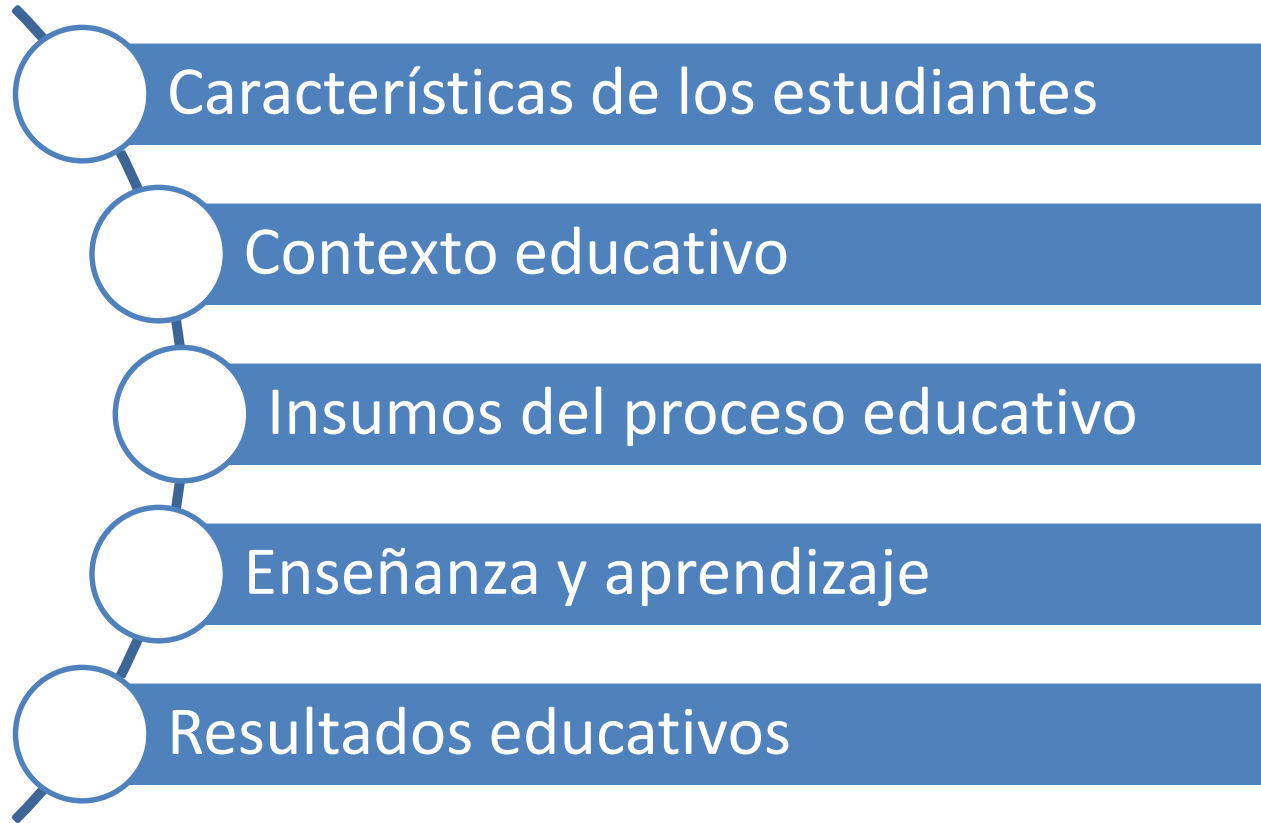 Características de los estudiantes
Contexto educativo
Insumos del proceso educativo
Enseñanza y aprendizaje
Resultados educativos